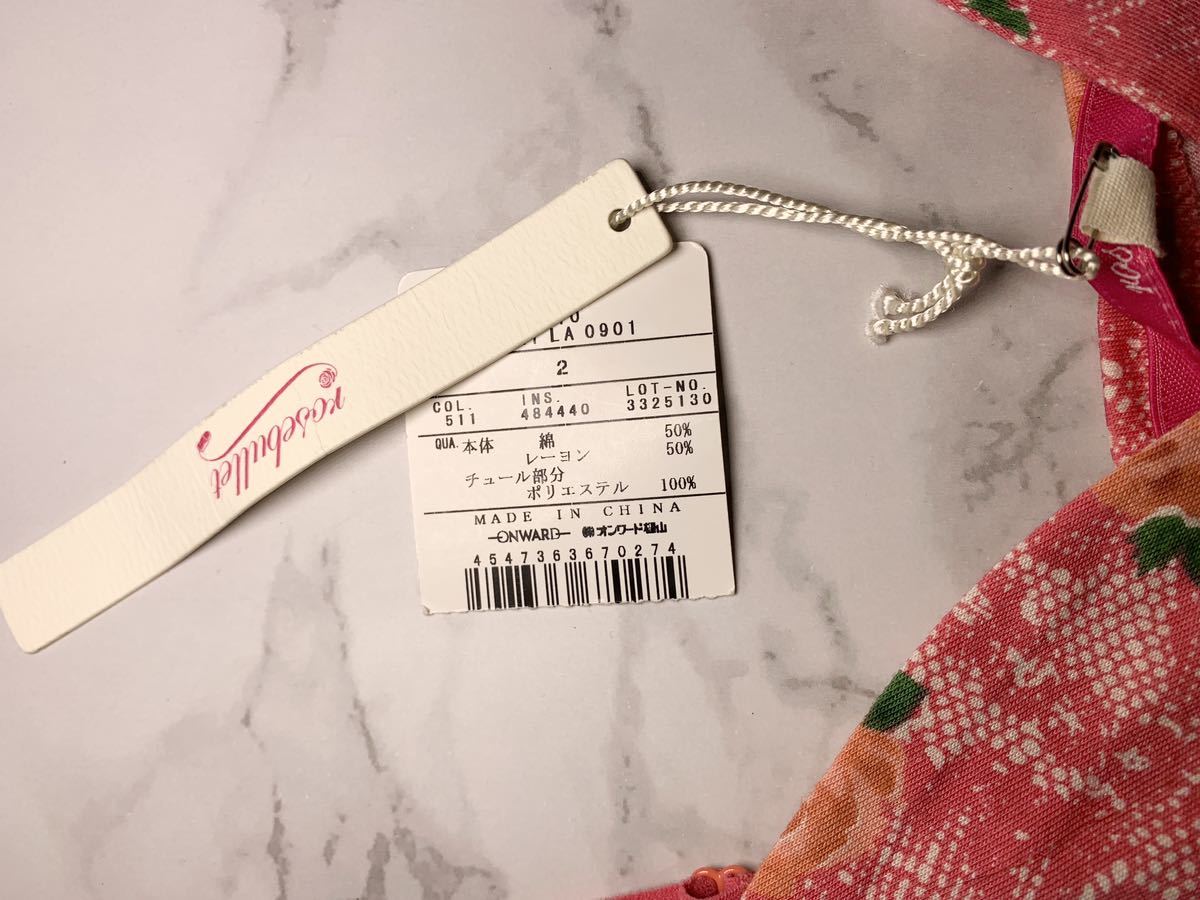 rosebullet
LA 0901
2
COL. INS. LOT-NO.
511 484440 3325130
QUA. 本体 綿 50%
レーヨン 50%
チュール部分
ポリエステル 100%
MADE IN CHINA
ONWARD ㈱オンワード樫山
4547363670274